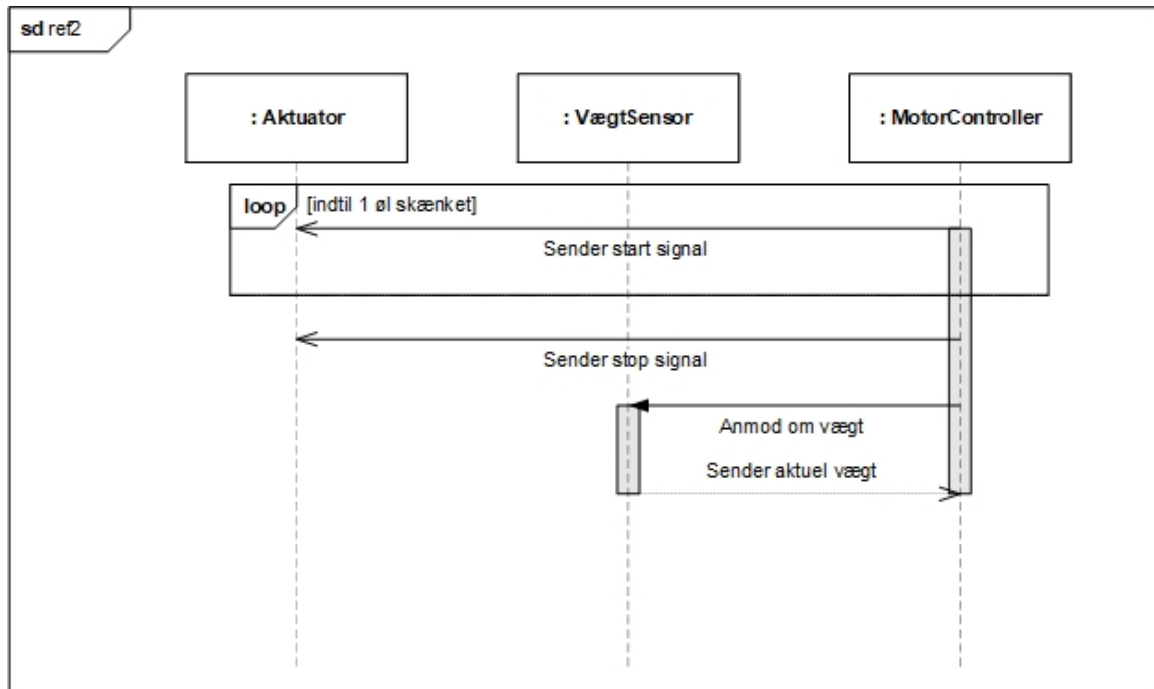 sd ref2
: Aktuator
: VægtSensor
: MotorController
loop
[indtil 1 øl skænket]
Sender start signal
Sender stop signal
Anmod om vægt
Sender aktuel vægt